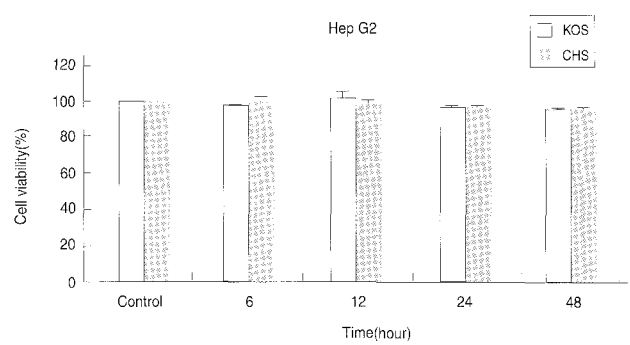 Hep G2
KOS
CHS
120
100
80
60
40
20
0
Cell viability(%)
Control 6 12 24 48
Time(hour)